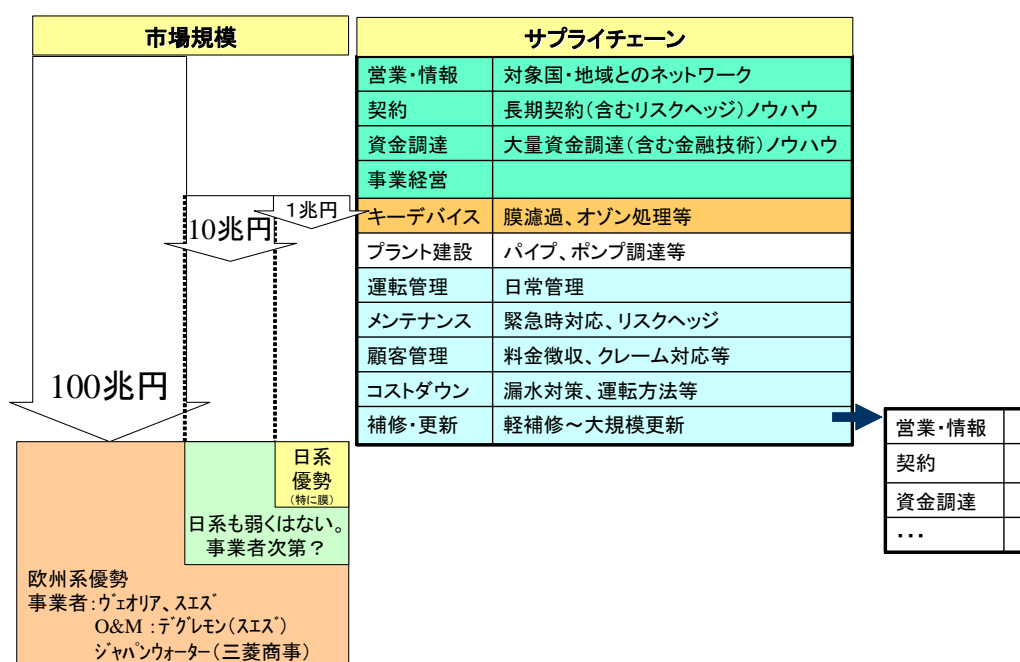 市場規模
サプライチェーン
営業・情報 対象国・地域とのネットワーク
契約 長期契約(含むリスクヘッジ)ノウハウ
資金調達 大量資金調達(含む金融技術)ノウハウ
事業経営
キーデバイス 膜濾過、オゾン処理等
プラント建設 パイプ、ポンプ調達等
運転管理 日常管理
メンテナンス 緊急時対応、リスクヘッジ
顧客管理 料金徴収、クレーム対応等
コストダウン 漏水対策、運転方法等
補修・更新 軽補修~大規模更新
1兆円
10兆円
100兆円
日系
優勢
(特に膜)
日系も弱くはない。
事業者次第?
欧州系優勢
事業者:ヴェオリア、スエズ
O&M:デグレモン(スエズ)
ジャパンウォーター(三菱商事)
営業・情報
契約
資金調達
・・・